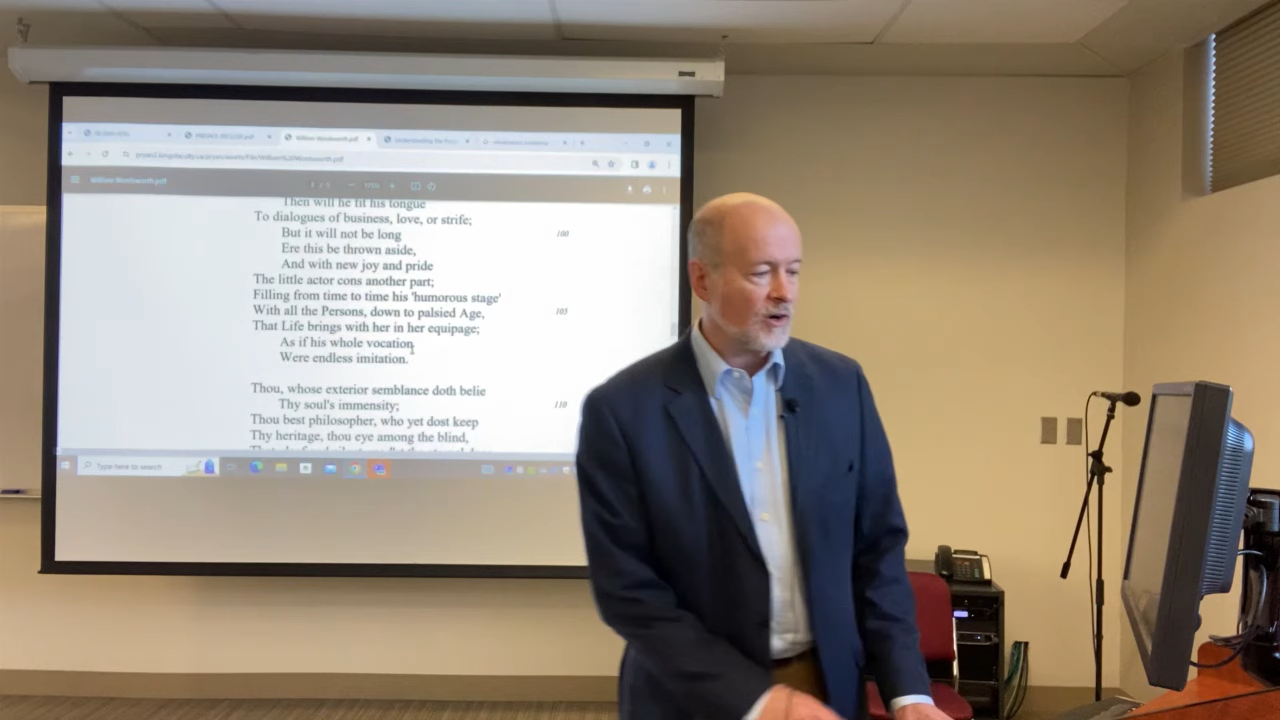 William Wordsworth.pdf
William Wordsworth.pdf
Then will he fit his tongue
To dialogues of business, love, or strife;
But it will not be long 100
Ere this be thrown aside,
And with new joy and pride
The little actor cons another part;
Filling from time to time his 'humorous stage'
With all the Persons, down to palsied Age, 105
That Life brings with her in her equipage;
As if his whole vocation
Were endless imitation.
Thou, whose exterior semblance doth belie
Thy soul's immensity; 110
Thou best philosopher, who yet dost keep
Thy heritage, thou eye among the blind,
Type here to search